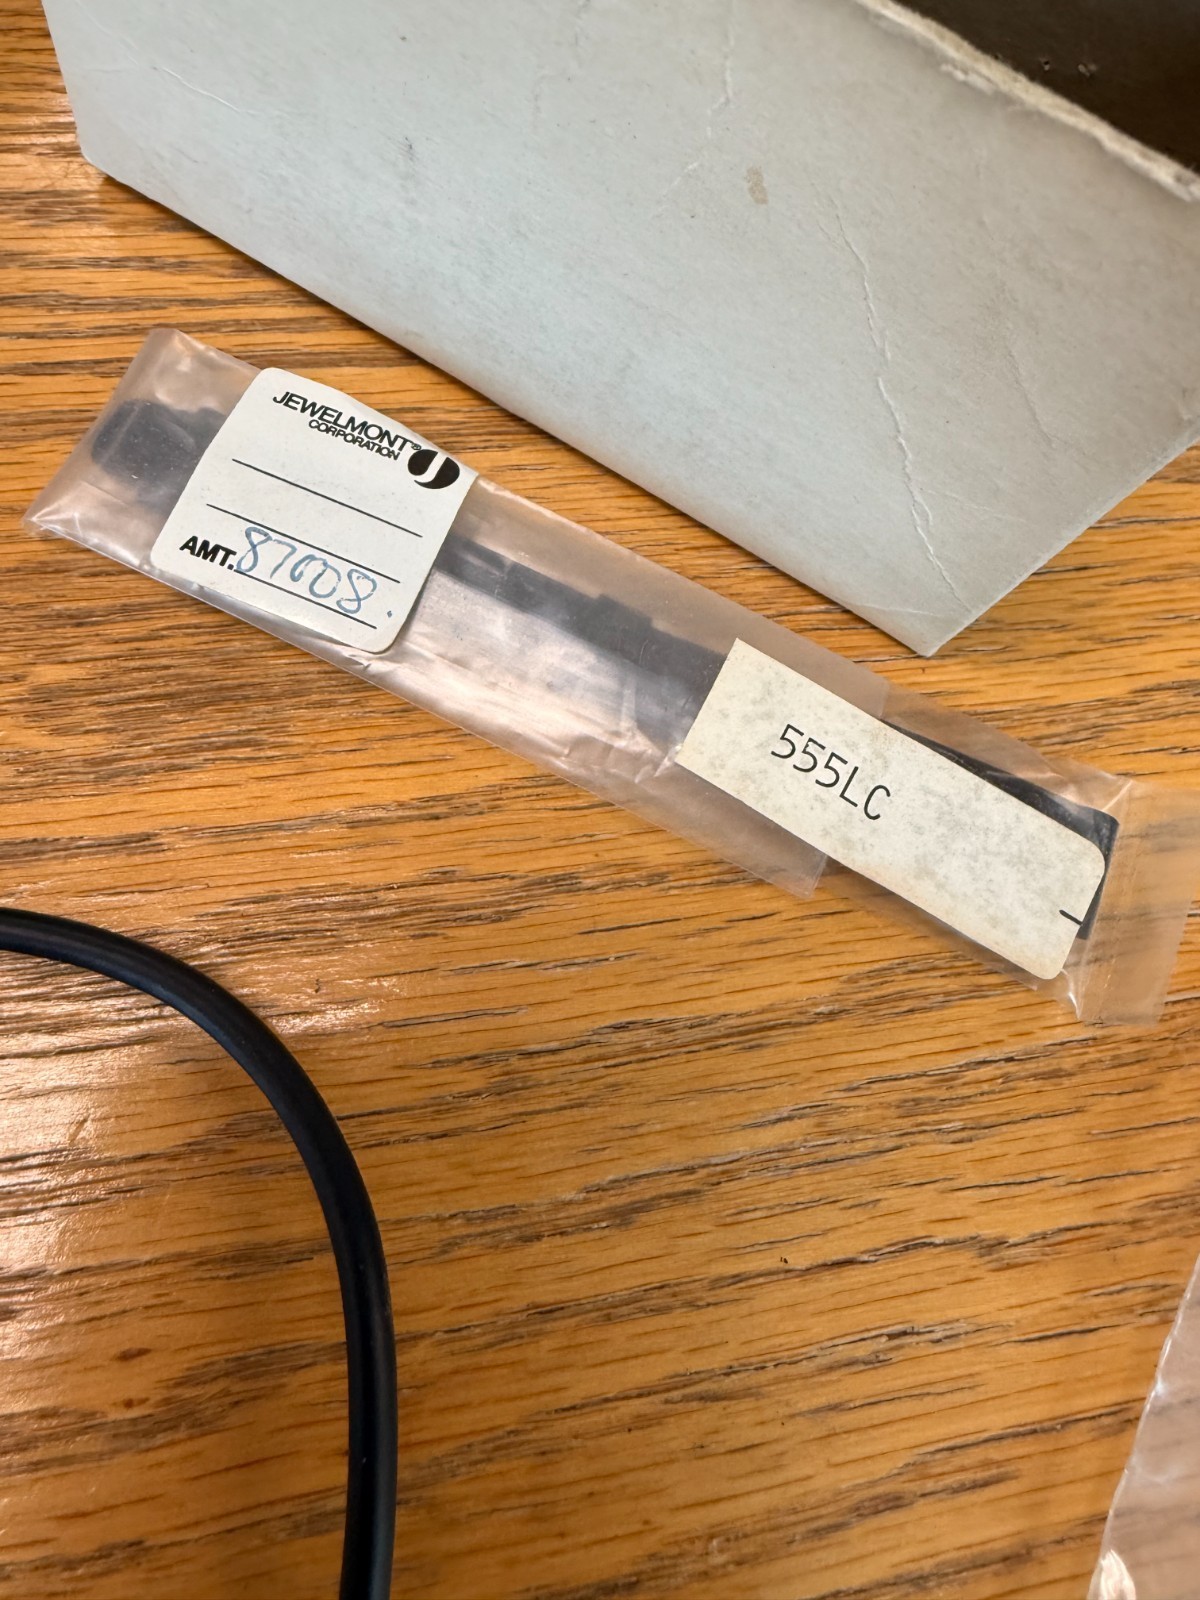 JEWELMONT®
CORPORATION
AMT. 87008.
555LC